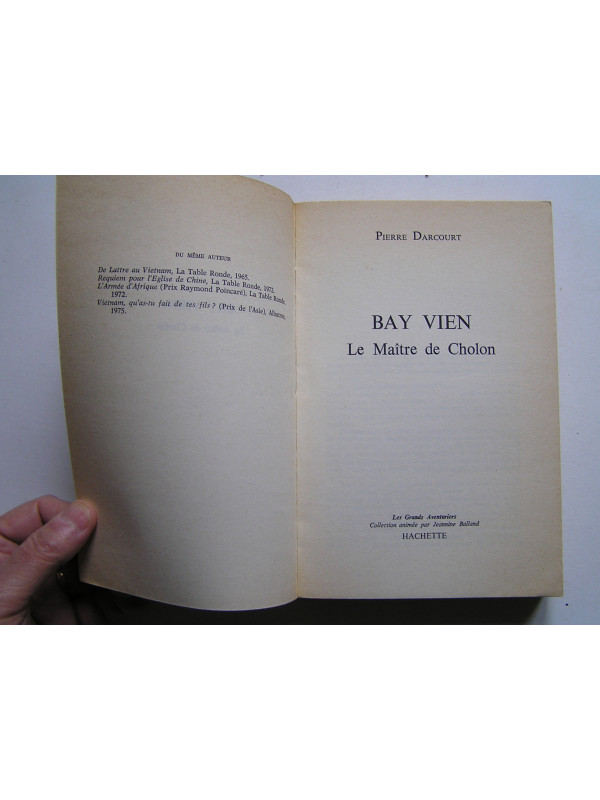 DU MÊME AUTEUR
De Lattre au Vietnam, La Table Ronde, 1965.
Requiem pour l'Eglise de Chine, La Table Ronde, 1972.
L'Armée d'Afrique (Prix Raymond Poincaré), La Table Ronde,
1972.
Vietnam, qu'as-tu fait de tes fils ? (Prix de l'Asie), Albatros,
1975.
PIERRE DARCOURT
BAY VIEN
Le Maître de Cholon
Les Grands Aventuriers
Collection animée par Jeannine Balland
HACHETTE